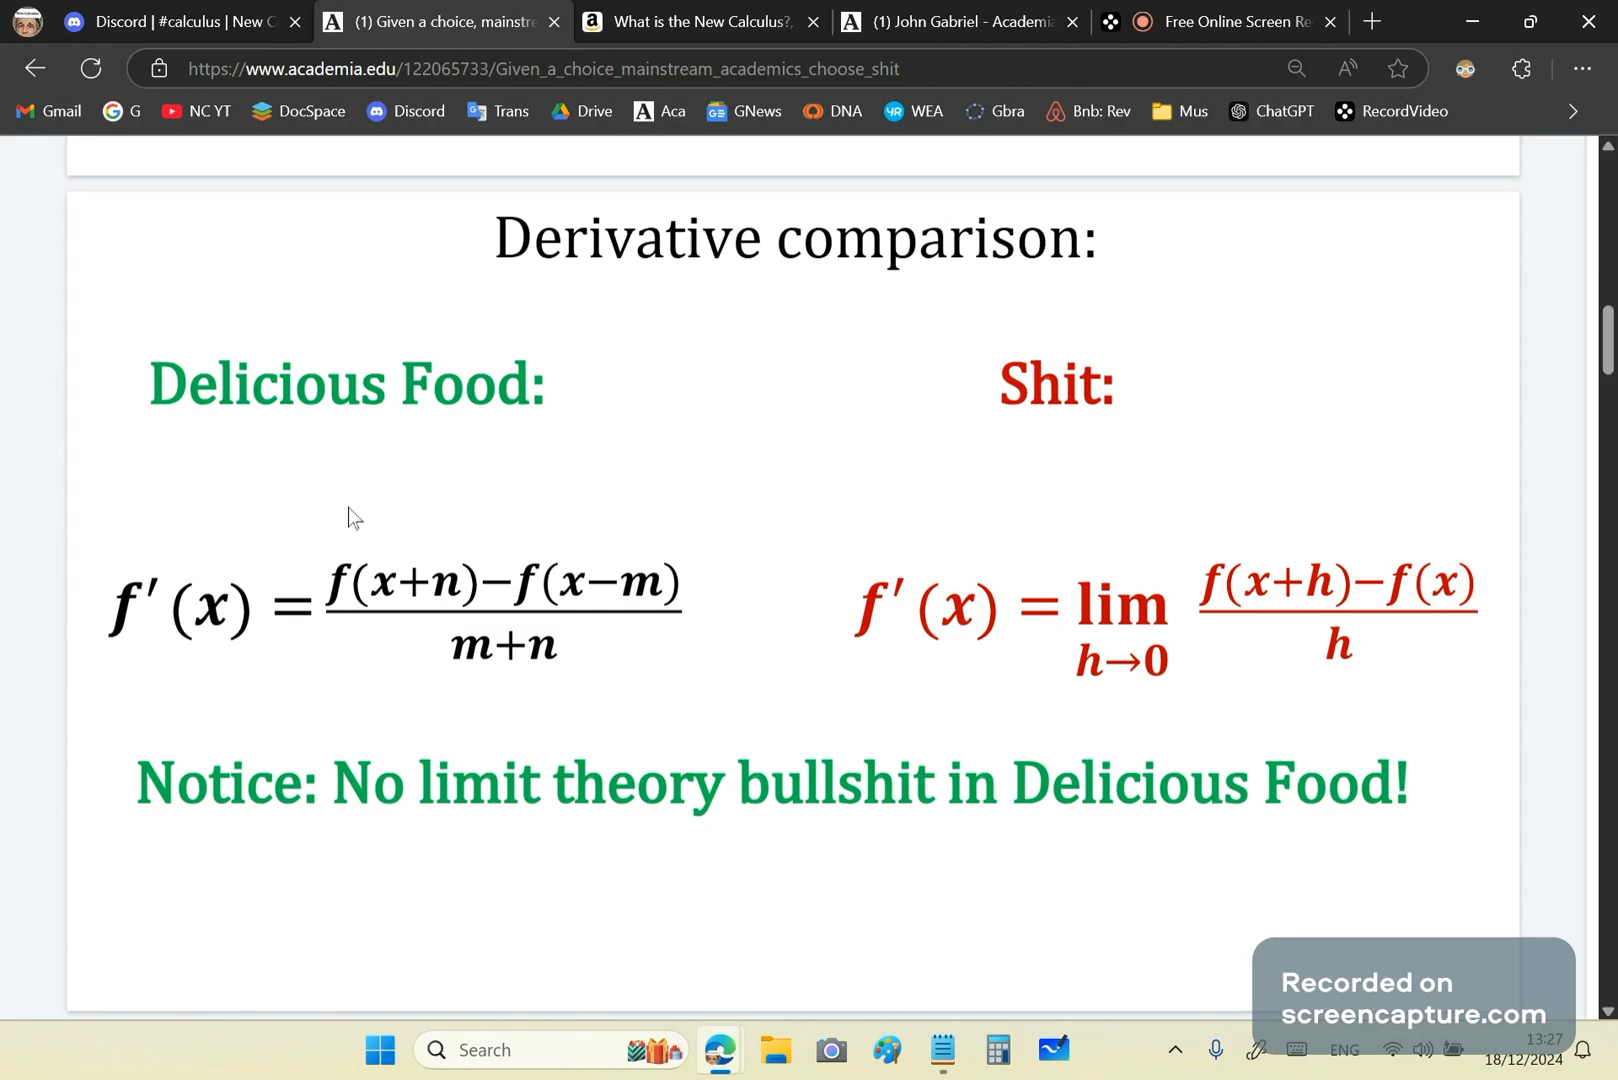 Discord | #calculus | New C
(1) Given a choice, mainstre
What is the New Calculus?,
(1) John Gabriel - Academia
Free Online Screen Re
https://www.academia.edu/122065733/Given_a_choice_mainstream_academics_choose_shit
Gmail G NC YT DocSpace Discord Trans Drive Aca GNews DNA WEA Gbra Bnb: Rev Mus ChatGPT RecordVideo
Derivative comparison:
Delicious Food:
Shit:
f'(x) = f(x+n)−f(x−m) / m+n
f'(x) = lim h→0 f(x+h)−f(x) / h
Notice: No limit theory bullshit in Delicious Food!
Recorded on
screencapture.com
Search
ENG
13:27
18/12/2024